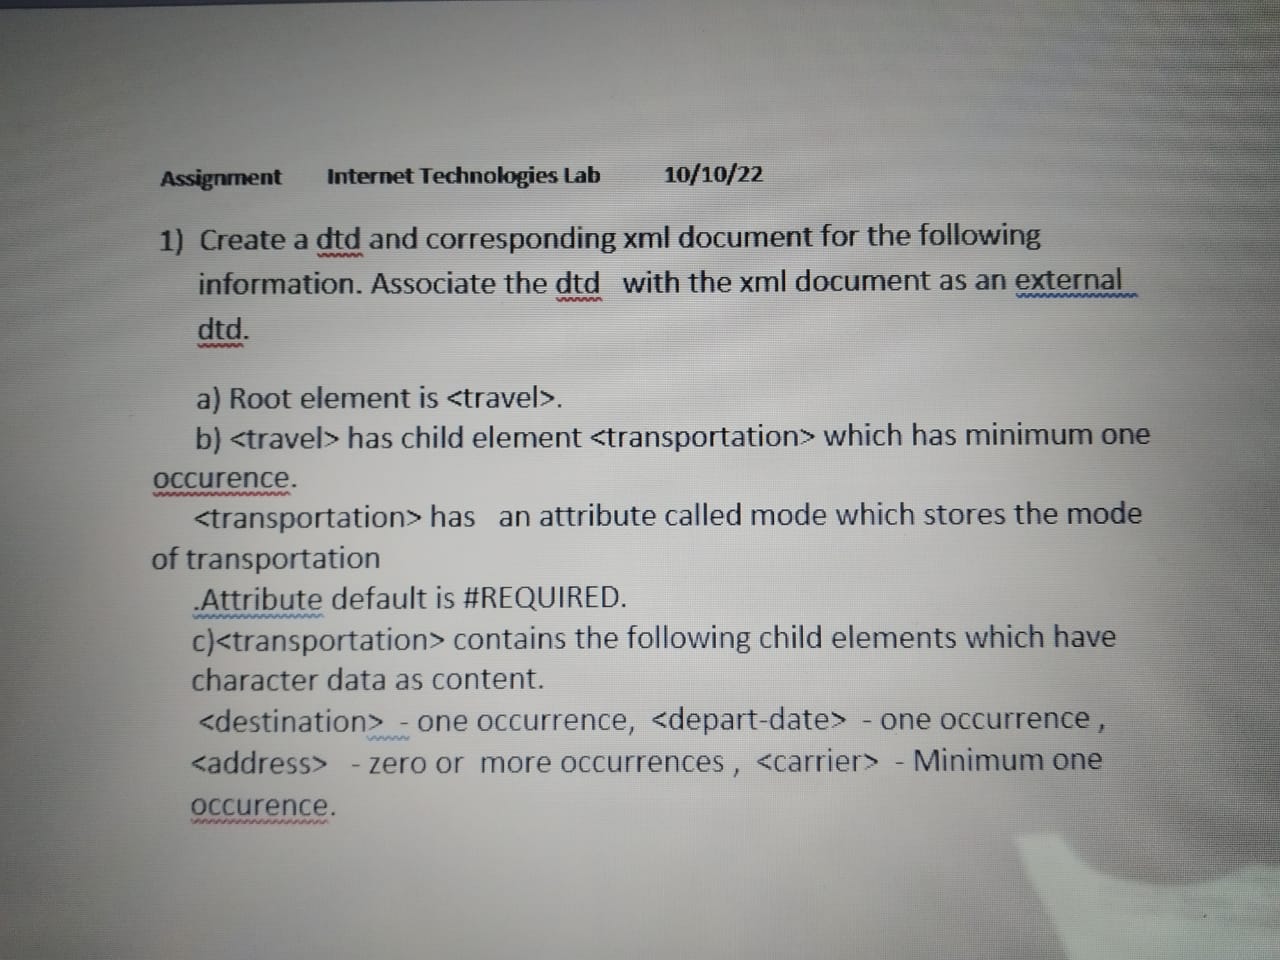 Assignment Internet Technologies Lab 10/10/22
1) Create a dtd and corresponding xml document for the following
information. Associate the dtd with the xml document as an external
dtd.
a) Root element is <travel>.
b) <travel> has child element <transportation> which has minimum one
occurence.
<transportation> has an attribute called mode which stores the mode
of transportation
.Attribute default is #REQUIRED.
c)<transportation> contains the following child elements which have
character data as content.
<destination> - one occurrence, <depart-date> - one occurrence ,
<address> - zero or more occurrences , <carrier> - Minimum one
occurence.